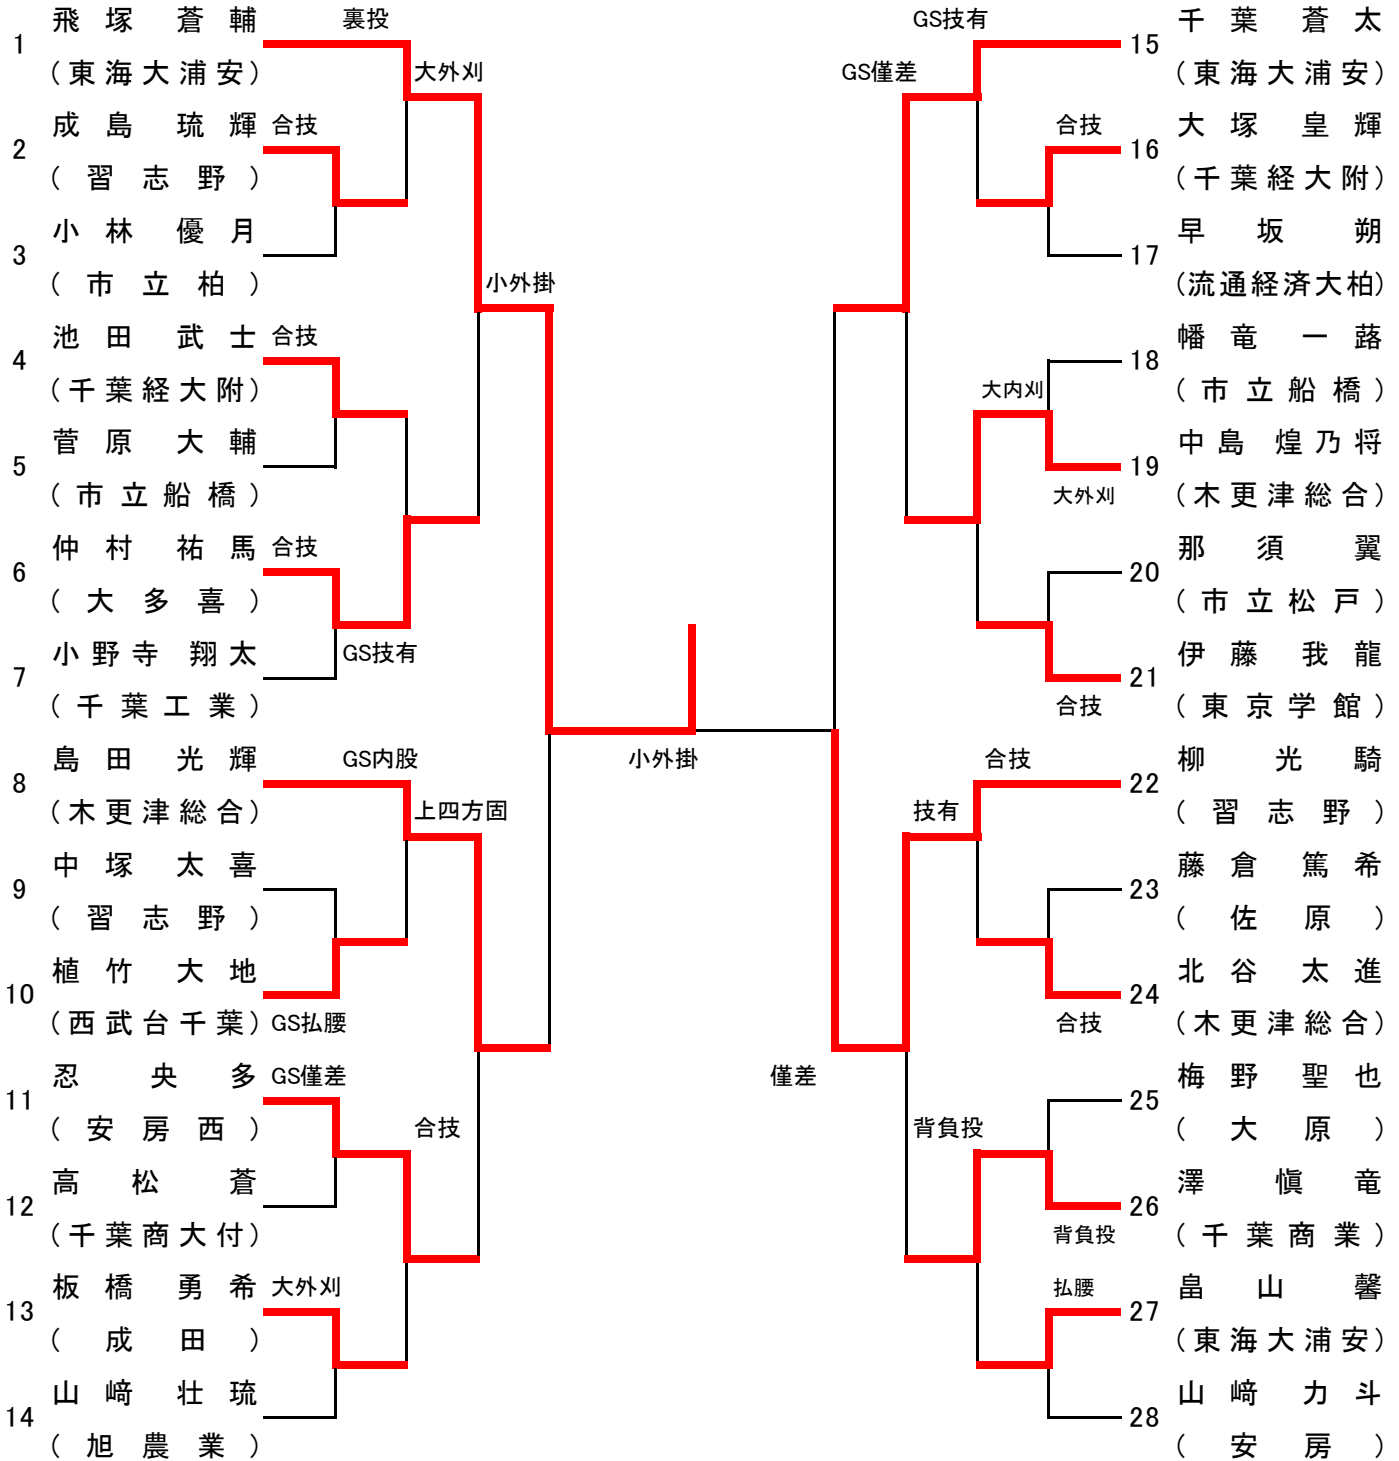 1 飛塚 蒼輔 裏投
(東海大浦安) 大外刈
2 成島 琉輝 合技
(習志野)
3 小林 優月
(市立柏) 小外掛
4 池田 武士 合技
(千葉経大附)
5 菅原 大輔
(市立船橋)
6 仲村 祐馬 合技
(大多喜)
7 小野寺 翔太 GS技有
(千葉工業)
8 島田 光輝 GS内股
(木更津総合) 上四方固
9 中塚 太喜
(習志野)
10 植竹 大地
(西武台千葉) GS払腰
11 忍 央多 GS僅差
(安房西) 合技
12 高松 蒼
(千葉商大付)
13 板橋 勇希 大外刈
(成田)
14 山﨑 壮琉
(旭農業)
小外掛
GS技有 15 千葉 蒼太
GS僅差 (東海大浦安)
合技 16 大塚 皇輝
(千葉経大附)
17 早坂 朔
(流通経済大柏)
18 幡竜 一蕗
大内刈 (市立船橋)
19 中島 煌乃将
大外刈 (木更津総合)
20 那須 翼
(市立松戸)
21 伊藤 我龍
合技 (東京学館)
合技 22 柳 光騎
技有 (習志野)
23 藤倉 篤希
(佐原)
24 北谷 太進
合技 (木更津総合)
僅差 25 梅野 聖也
背負投 (大原)
26 澤 愼竜
背負投 (千葉商業)
払腰 27 畠山 馨
(東海大浦安)
28 山﨑 力斗
(安房)